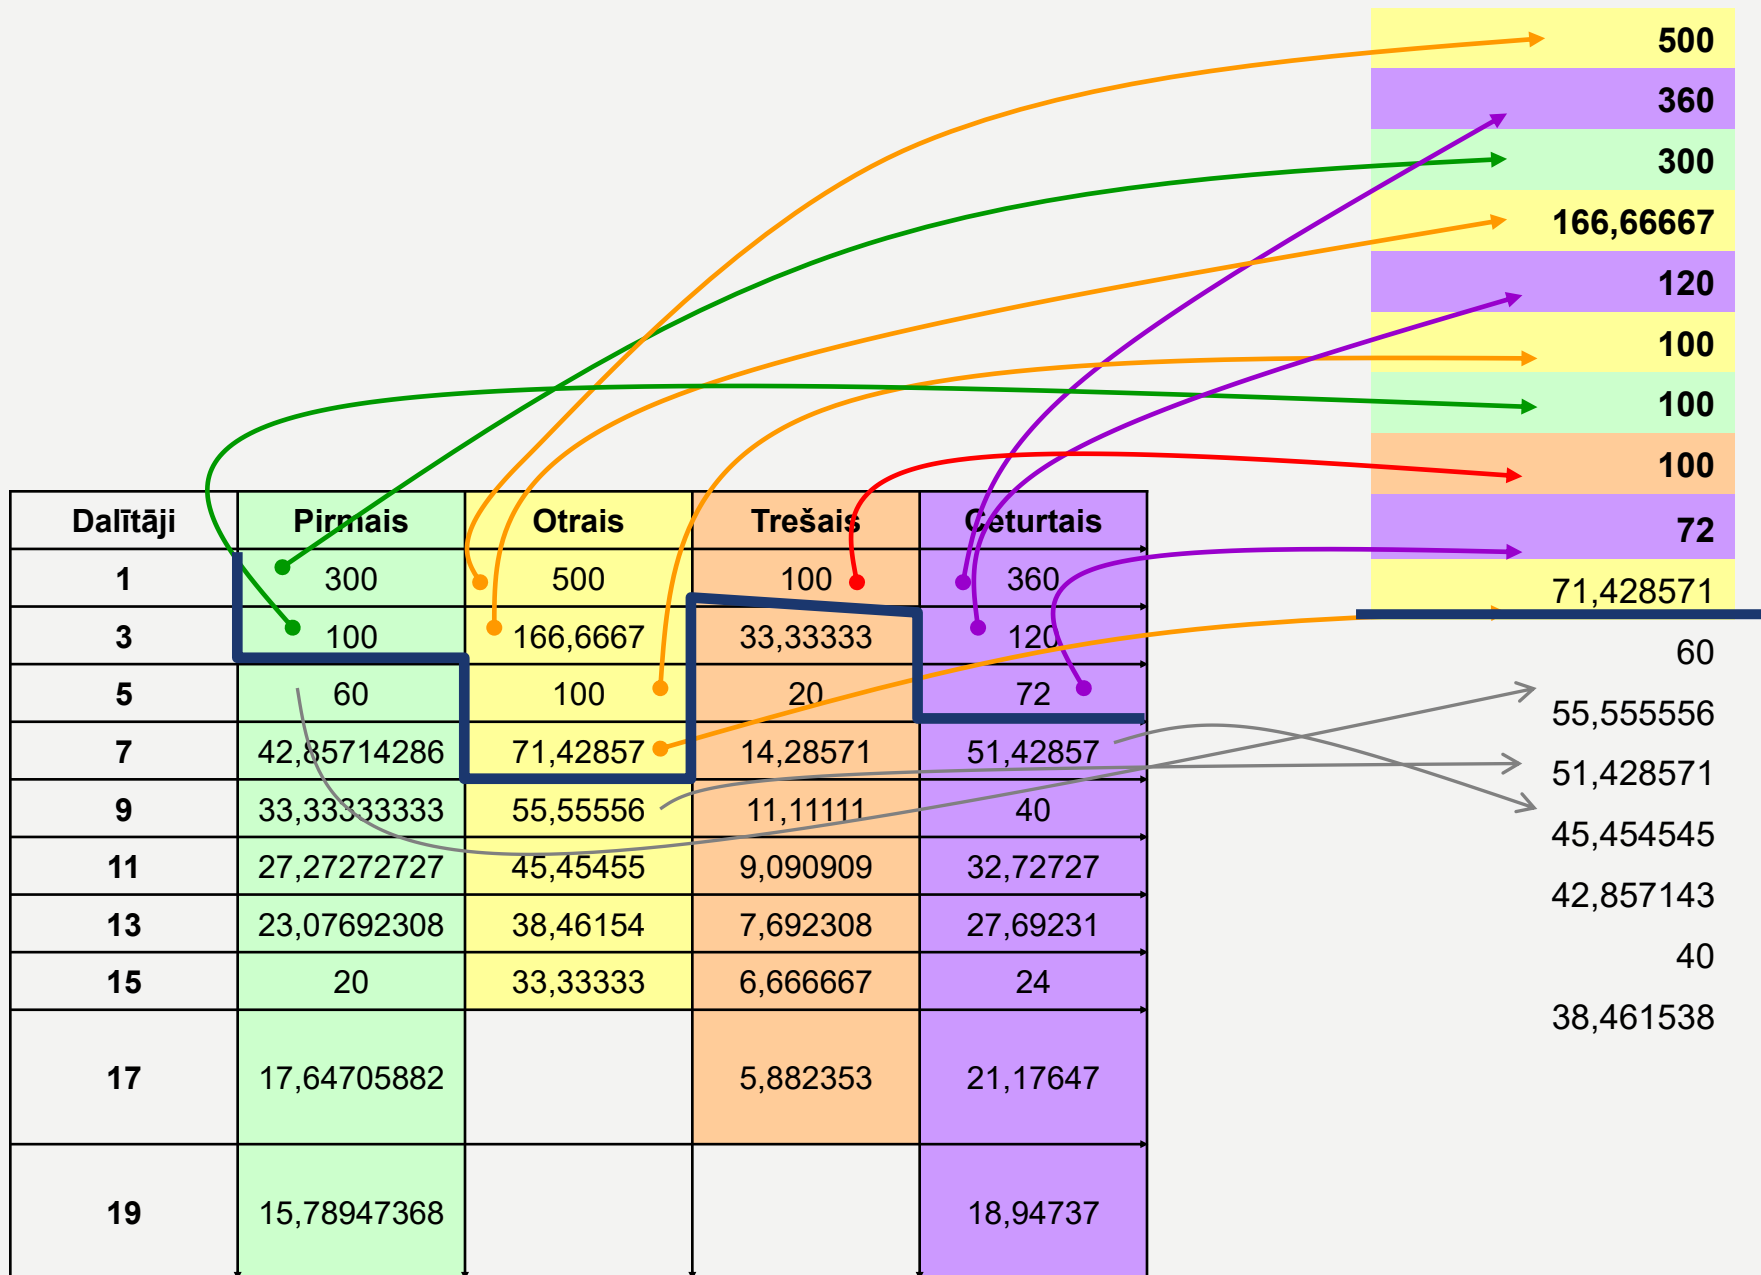 500
360
300
166,66667
120
100
100
100
72
71,428571
60
55,555556
51,428571
45,454545
42,857143
40
38,461538
Dalītāji Pirmais Otrais Trešais Ceturtais
1 300 500 100 360
3 100 166,6667 33,33333 120
5 60 100 20 72
7 42,85714286 71,42857 14,28571 51,42857
9 33,33333333 55,55556 11,11111 40
11 27,27272727 45,45455 9,090909 32,72727
13 23,07692308 38,46154 7,692308 27,69231
15 20 33,33333 6,666667 24
17 17,64705882 5,882353 21,17647
19 15,78947368 18,94737